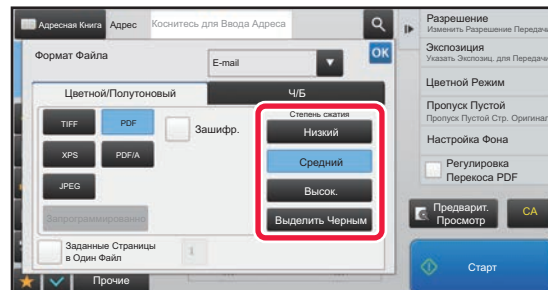 Адресная Книга
Адрес
Коснитесь для Ввода Адреса
Формат Файла
E-mail
OK
Цветной/Полутоновый
Ч/Б
TIFF
PDF
Зашифр.
XPS
PDF/A
JPEG
Запрограммированно
Степень сжатия
Низкий
Средний
Высок.
Выделить Черным
Заданные Страницы
в Один Файл
1
Прочие
Разрешение
Изменить Разрешение Передачи
Экспозиция
Указать Экспозиц. для Передачи
Цветной Режим
Пропуск Пустой
Пропуск Пустой Стр. Оригинал
Настройка Фона
Регулировка
Перекоса PDF
Предварит.
Просмотр
CA
Старт